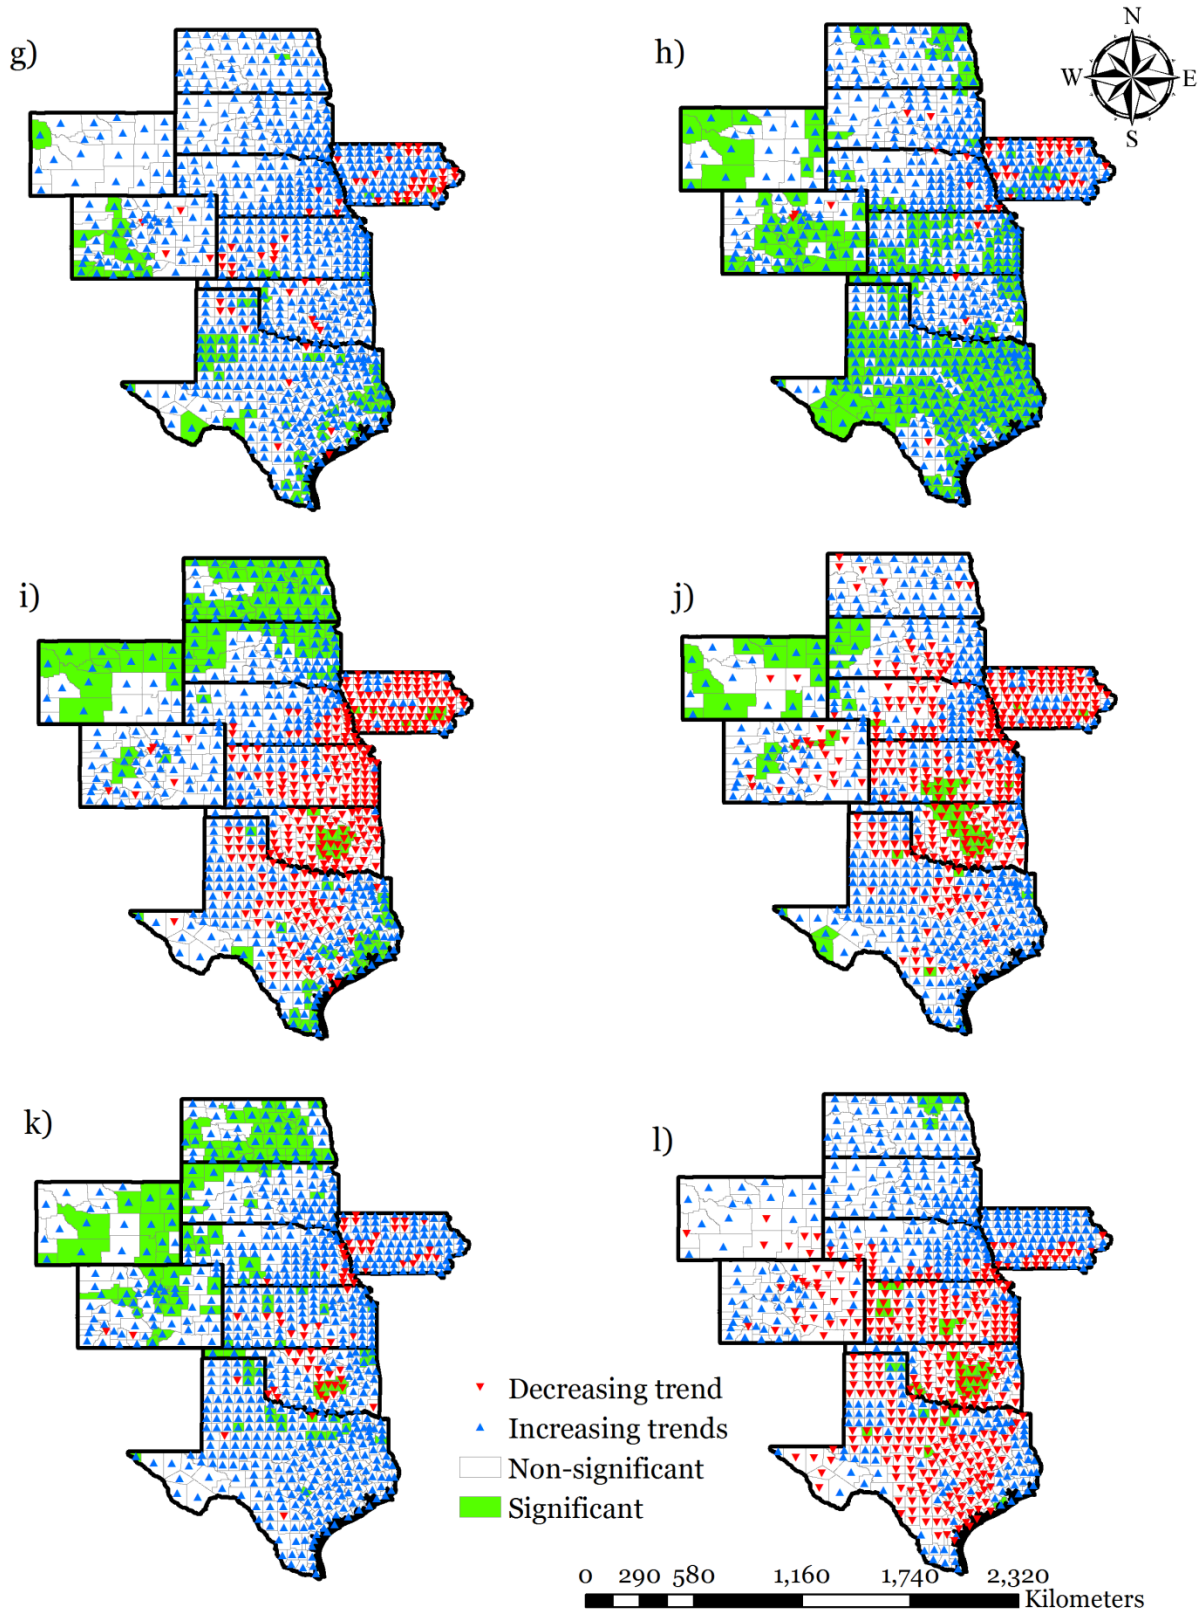 g)
h)
N
W
E
S
i)
j)
k)
l)
Decreasing trend
Increasing trends
Non-significant
Significant
0 290 580 1,160 1,740 2,320
Kilometers